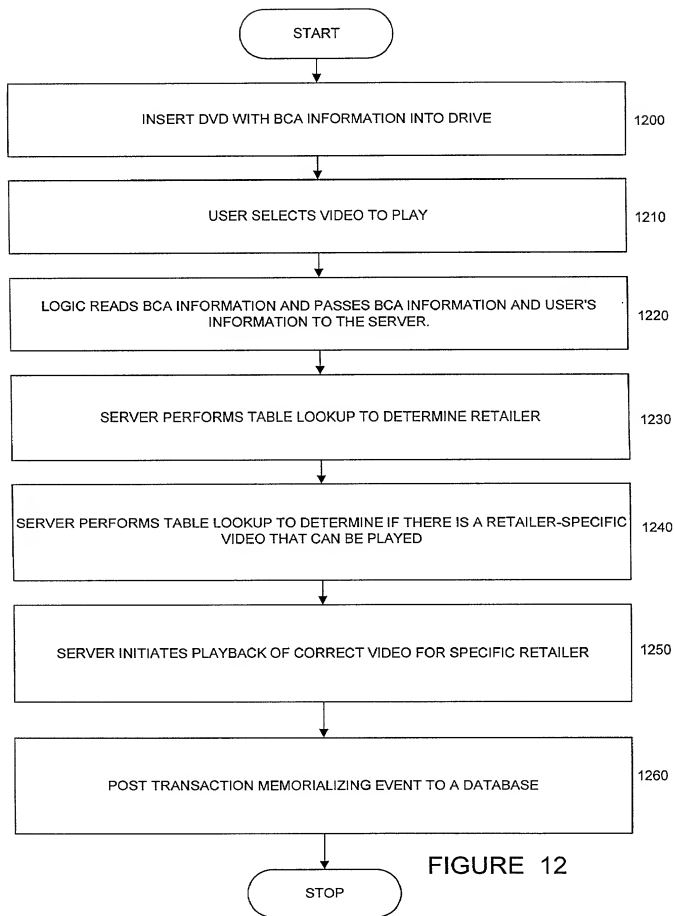 START
INSERT DVD WITH BCA INFORMATION INTO DRIVE
1200
USER SELECTS VIDEO TO PLAY
1210
LOGIC READS BCA INFORMATION AND PASSES BCA INFORMATION AND USER'S
INFORMATION TO THE SERVER.
1220
SERVER PERFORMS TABLE LOOKUP TO DETERMINE RETAILER
1230
SERVER PERFORMS TABLE LOOKUP TO DETERMINE IF THERE IS A RETAILER-SPECIFIC
VIDEO THAT CAN BE PLAYED
1240
SERVER INITIATES PLAYBACK OF CORRECT VIDEO FOR SPECIFIC RETAILER
1250
POST TRANSACTION MEMORIALIZING EVENT TO A DATABASE
1260
FIGURE 12
STOP